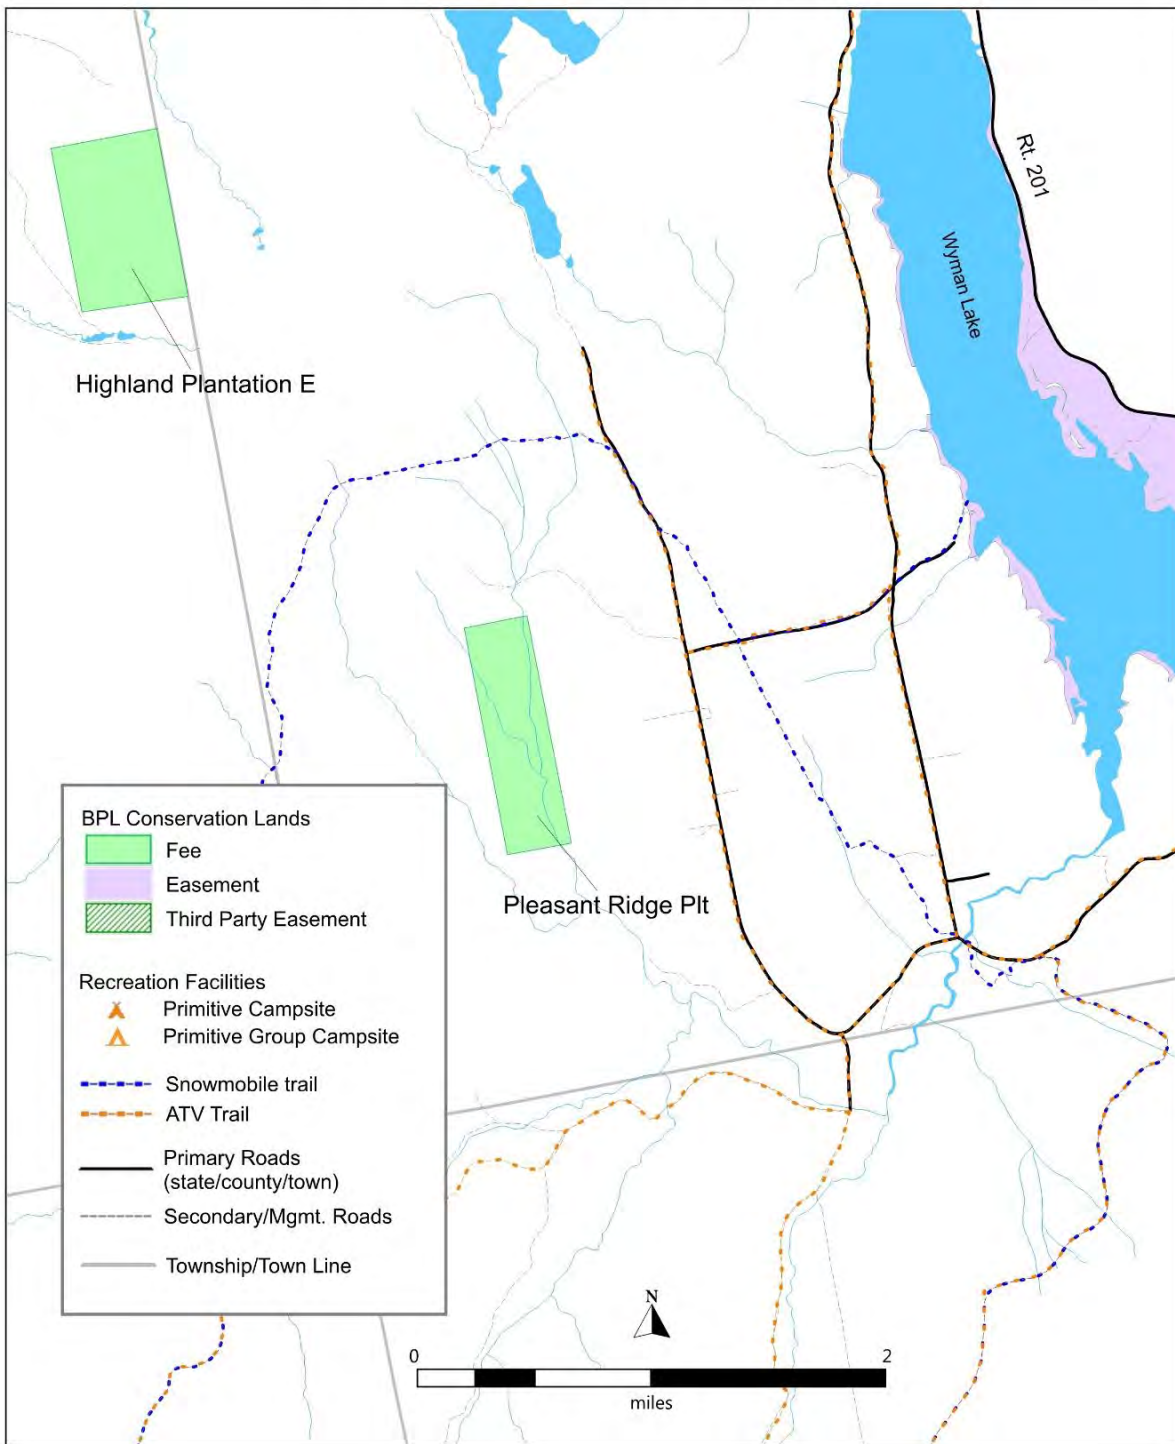 Rt. 201
Wyman Lake
Highland Plantation E
Pleasant Ridge Plt
BPL Conservation Lands
Fee
Easement
Third Party Easement
Recreation Facilities
Primitive Campsite
Primitive Group Campsite
Snowmobile trail
ATV Trail
Primary Roads
(state/county/town)
Secondary/Mgmt. Roads
Township/Town Line
N
0 2
miles